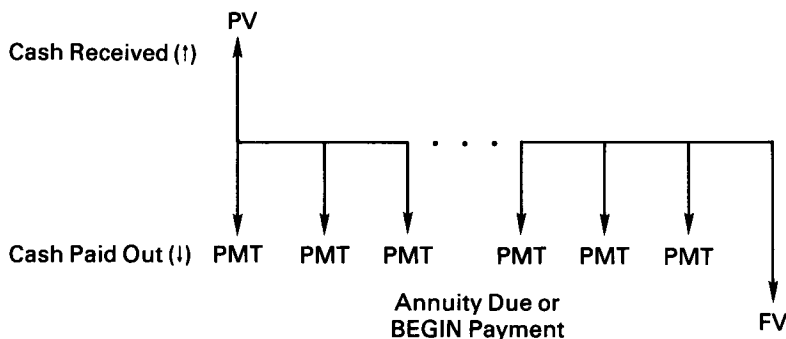 PV
Cash Received (↑)
. . .
Cash Paid Out (↓) PMT PMT PMT PMT PMT PMT
Annuity Due or
BEGIN Payment
FV